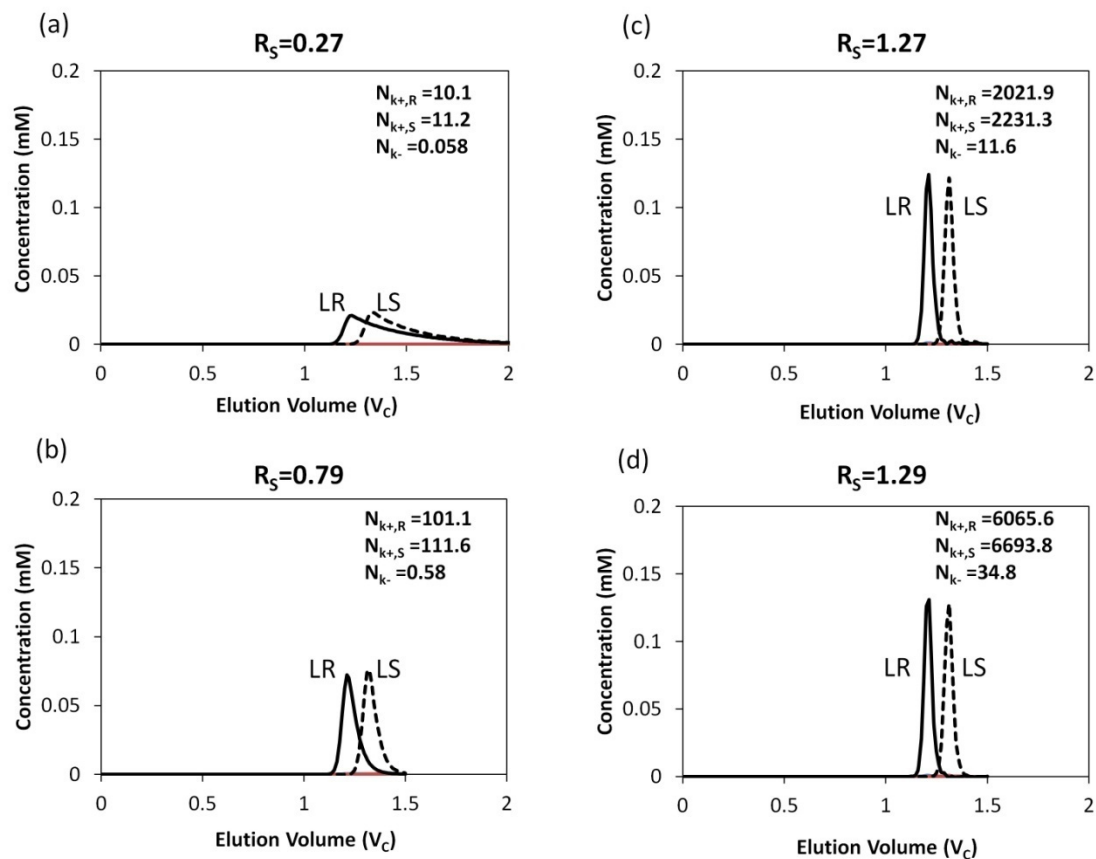 (a)
R_S=0.27
N_k+,R =10.1
N_k+,S =11.2
N_k- =0.058
LR LS
0.2
0.15
0.1
0.05
0
0 0.5 1 1.5 2
Concentration (mM)
Elution Volume (V_C)
(b)
R_S=0.79
N_k+,R =101.1
N_k+,S =111.6
N_k- =0.58
LR LS
0.2
0.15
0.1
0.05
0
0 0.5 1 1.5 2
Concentration (mM)
Elution Volume (V_C)
(c)
R_S=1.27
N_k+,R =2021.9
N_k+,S =2231.3
N_k- =11.6
LR LS
0.2
0.15
0.1
0.05
0
0 0.5 1 1.5 2
Concentration (mM)
Elution Volume (V_C)
(d)
R_S=1.29
N_k+,R =6065.6
N_k+,S =6693.8
N_k- =34.8
LR LS
0.2
0.15
0.1
0.05
0
0 0.5 1 1.5 2
Concentration (mM)
Elution Volume (V_C)